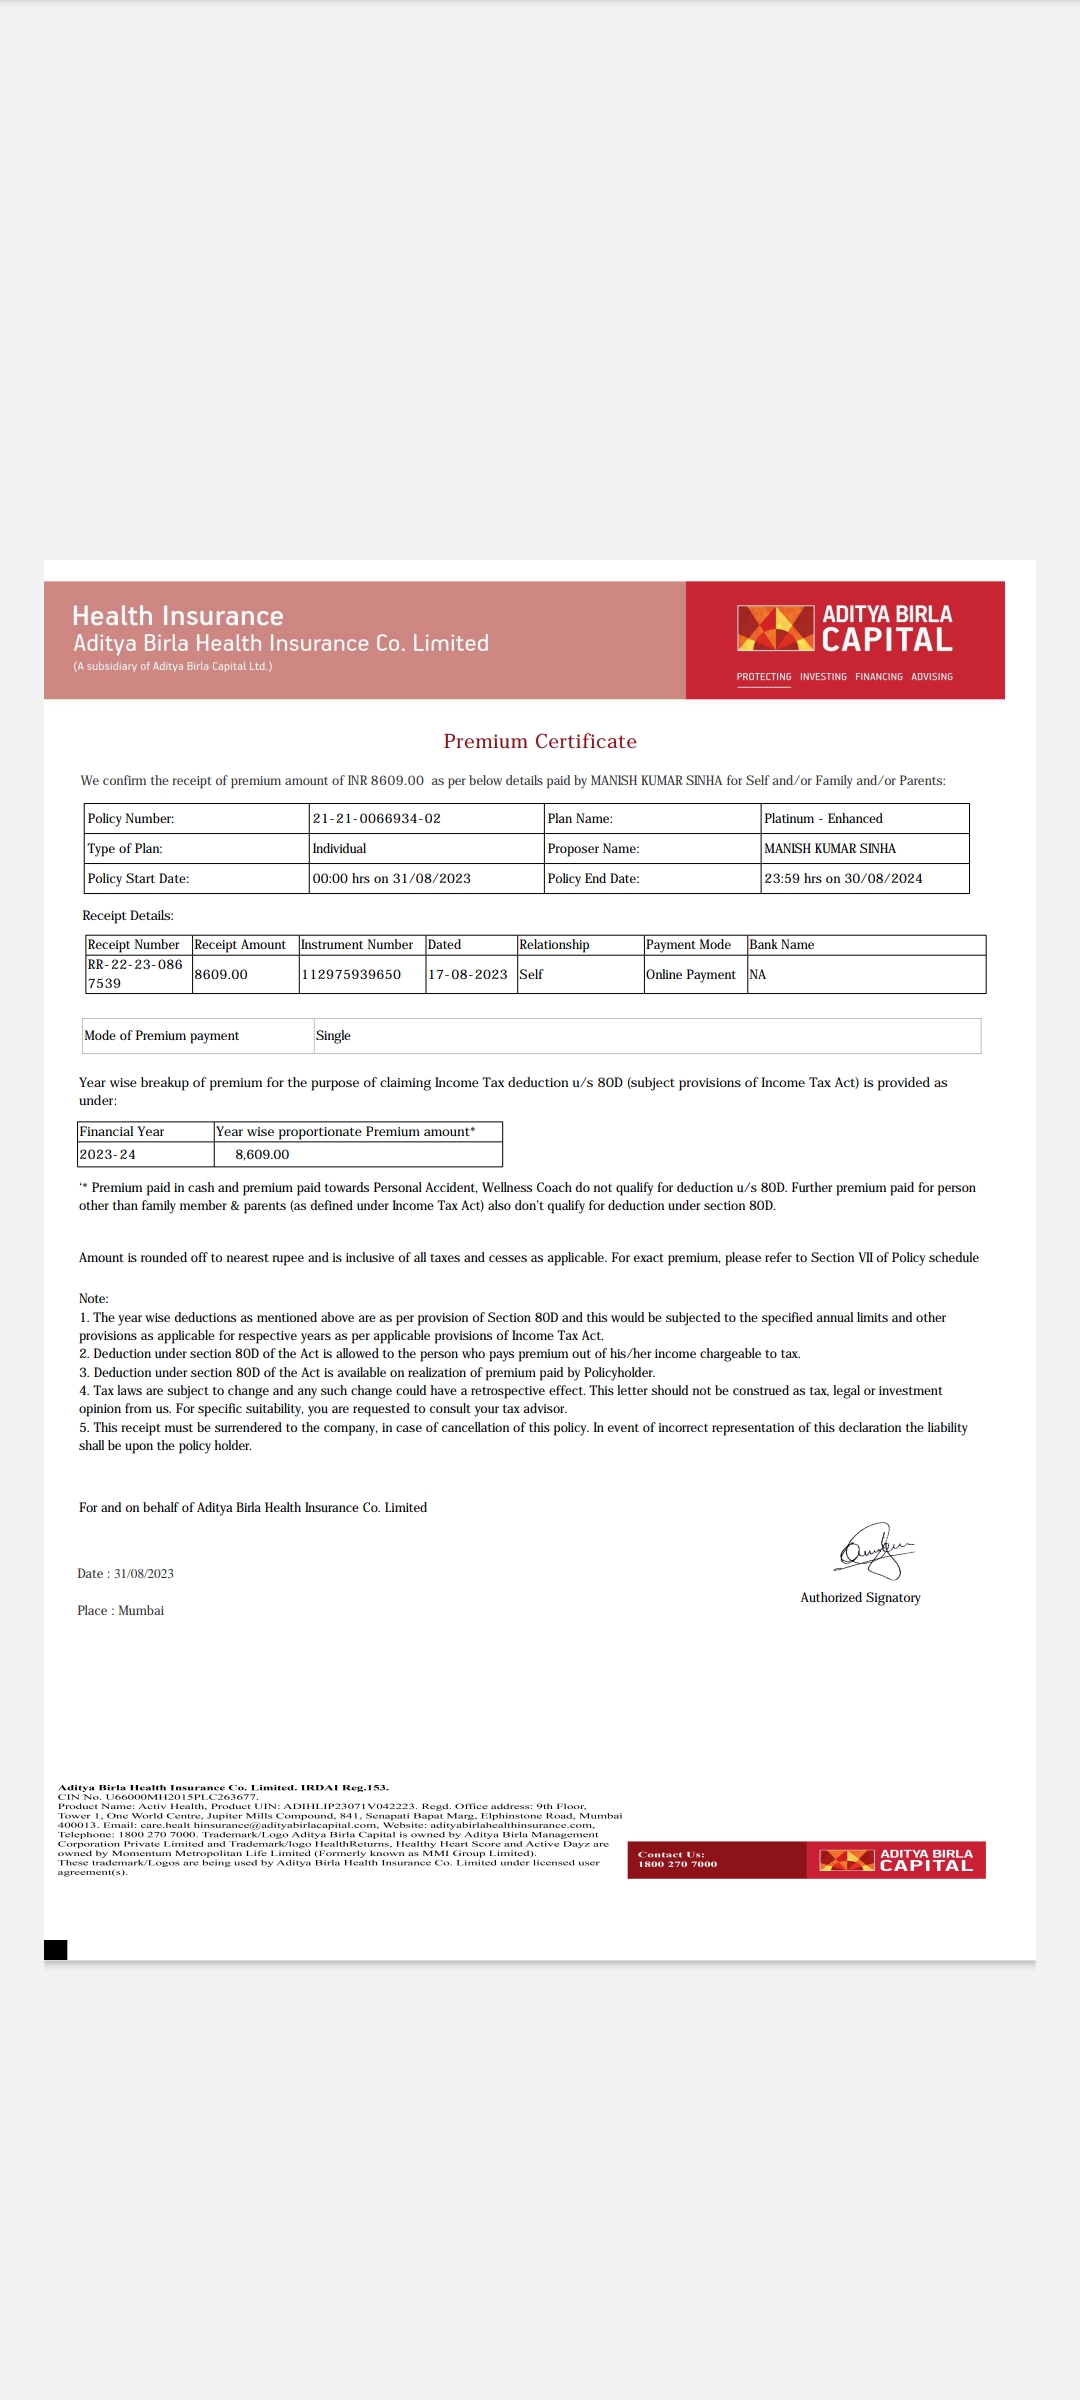 Health Insurance
Aditya Birla Health Insurance Co. Limited
(A subsidiary of Aditya Birla Capital Ltd.)
ADITYA BIRLA
CAPITAL
PROTECTING INVESTING FINANCING ADVISING
Premium Certificate
We confirm the receipt of premium amount of INR 8609.00 as per below details paid by MANISH KUMAR SINHA for Self and/or Family and/or Parents:
Policy Number: 21-21-0066934-02 Plan Name: Platinum - Enhanced
Type of Plan: Individual Proposer Name: MANISH KUMAR SINHA
Policy Start Date: 00:00 hrs on 31/08/2023 Policy End Date: 23:59 hrs on 30/08/2024
Receipt Details:
Receipt Number Receipt Amount Instrument Number Dated Relationship Payment Mode Bank Name
RR-22-23-086
7539 8609.00 112975939650 17-08-2023 Self Online Payment NA
Mode of Premium payment Single
Year wise breakup of premium for the purpose of claiming Income Tax deduction u/s 80D (subject provisions of Income Tax Act) is provided as
under:
Financial Year Year wise proportionate Premium amount*
2023-24 8,609.00
'* Premium paid in cash and premium paid towards Personal Accident, Wellness Coach do not qualify for deduction u/s 80D. Further premium paid for person
other than family member & parents (as defined under Income Tax Act) also don't qualify for deduction under section 80D.
Amount is rounded off to nearest rupee and is inclusive of all taxes and cesses as applicable. For exact premium, please refer to Section VII of Policy schedule
Note:
1. The year wise deductions as mentioned above are as per provision of Section 80D and this would be subjected to the specified annual limits and other
provisions as applicable for respective years as per applicable provisions of Income Tax Act.
2. Deduction under section 80D of the Act is allowed to the person who pays premium out of his/her income chargeable to tax.
3. Deduction under section 80D of the Act is available on realization of premium paid by Policyholder.
4. Tax laws are subject to change and any such change could have a retrospective effect. This letter should not be construed as tax, legal or investment
opinion from us. For specific suitability, you are requested to consult your tax advisor.
5. This receipt must be surrendered to the company, in case of cancellation of this policy. In event of incorrect representation of this declaration the liability
shall be upon the policy holder.
For and on behalf of Aditya Birla Health Insurance Co. Limited
Date : 31/08/2023
Authorized Signatory
Place : Mumbai
Aditya Birla Health Insurance Co. Limited. IRDAI Reg.153.
CIN No. U66000MH2015PLC263677.
Product Name: Activ Health, Product UIN: ADIHLIP23071V042223. Regd. Office address: 9th Floor,
Tower 1, One World Centre, Jupiter Mills Compound, 841, Senapati Bapat Marg, Elphinstone Road, Mumbai
400013. Email: care.healt hinsurance@adityabirlacapital.com, Website: adityabirlahealthinsurance.com,
Telephone: 1800 270 7000. Trademark/Logo Aditya Birla Capital is owned by Aditya Birla Management
Corporation Private Limited and Trademark/logo HealthReturns, Healthy Heart Score and Active Dayz are
owned by Momentum Metropolitan Life Limited (Formerly known as MMI Group Limited).
These trademark/Logos are being used by Aditya Birla Health Insurance Co. Limited under licensed user
agreement(s).
Contact Us:
1800 270 7000
ADITYA BIRLA
CAPITAL